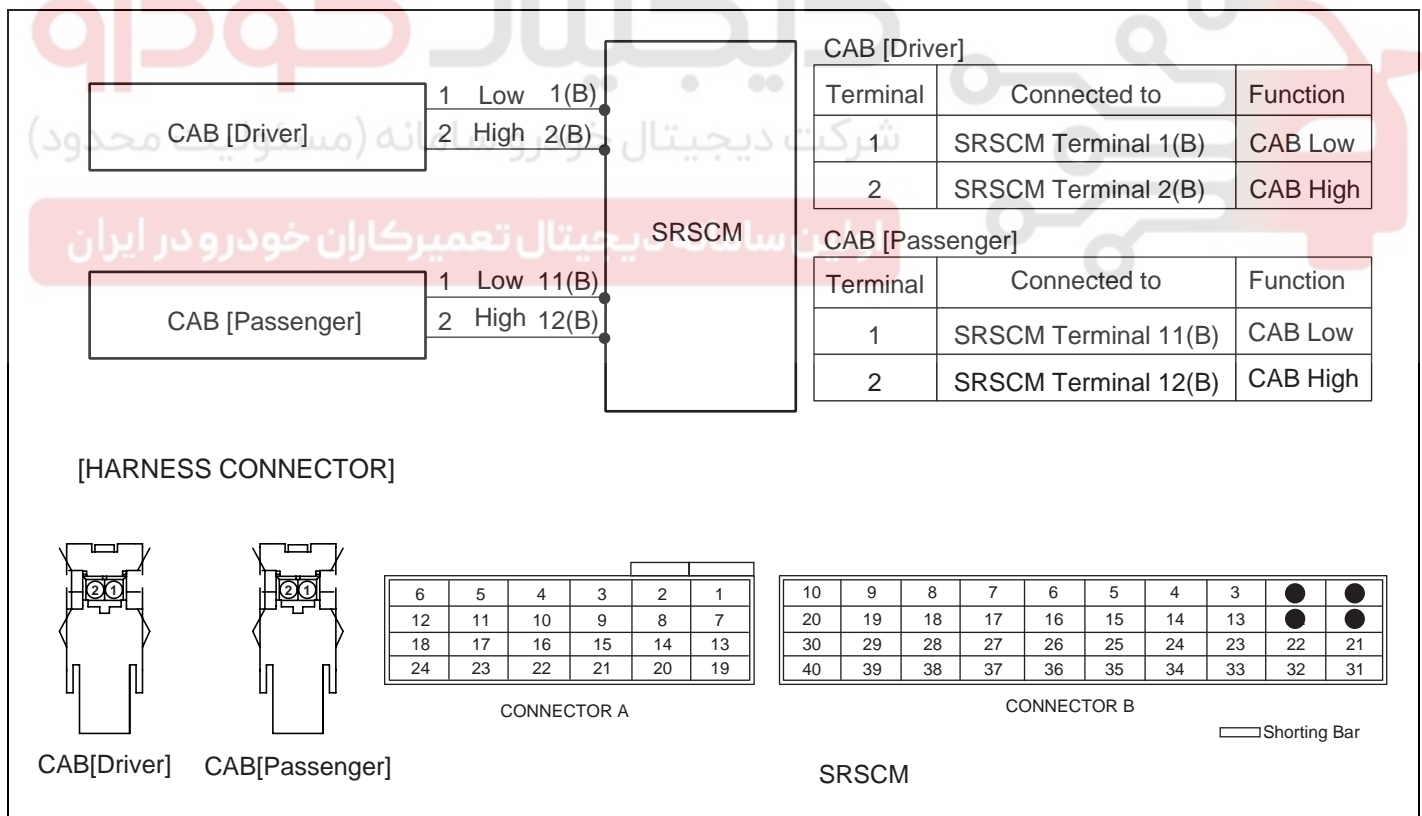 دیجیتال خودرو
شرکت دیجیتال خودرو سامانه (مسئولیت محدود)
اولین سامانه دیجیتال تعمیرکاران خودرو در ایران
CAB [Driver]
1 Low 1(B)
2 High 2(B)
CAB [Passenger]
1 Low 11(B)
2 High 12(B)
SRSCM
CAB [Driver]
Terminal Connected to Function
1 SRSCM Terminal 1(B) CAB Low
2 SRSCM Terminal 2(B) CAB High
CAB [Passenger]
Terminal Connected to Function
1 SRSCM Terminal 11(B) CAB Low
2 SRSCM Terminal 12(B) CAB High
[HARNESS CONNECTOR]
2 1
CAB[Driver]
2 1
CAB[Passenger]
6 5 4 3 2 1
12 11 10 9 8 7
18 17 16 15 14 13
24 23 22 21 20 19
CONNECTOR A
10 9 8 7 6 5 4 3
20 19 18 17 16 15 14 13
30 29 28 27 26 25 24 23 22 21
40 39 38 37 36 35 34 33 32 31
CONNECTOR B
Shorting Bar
SRSCM